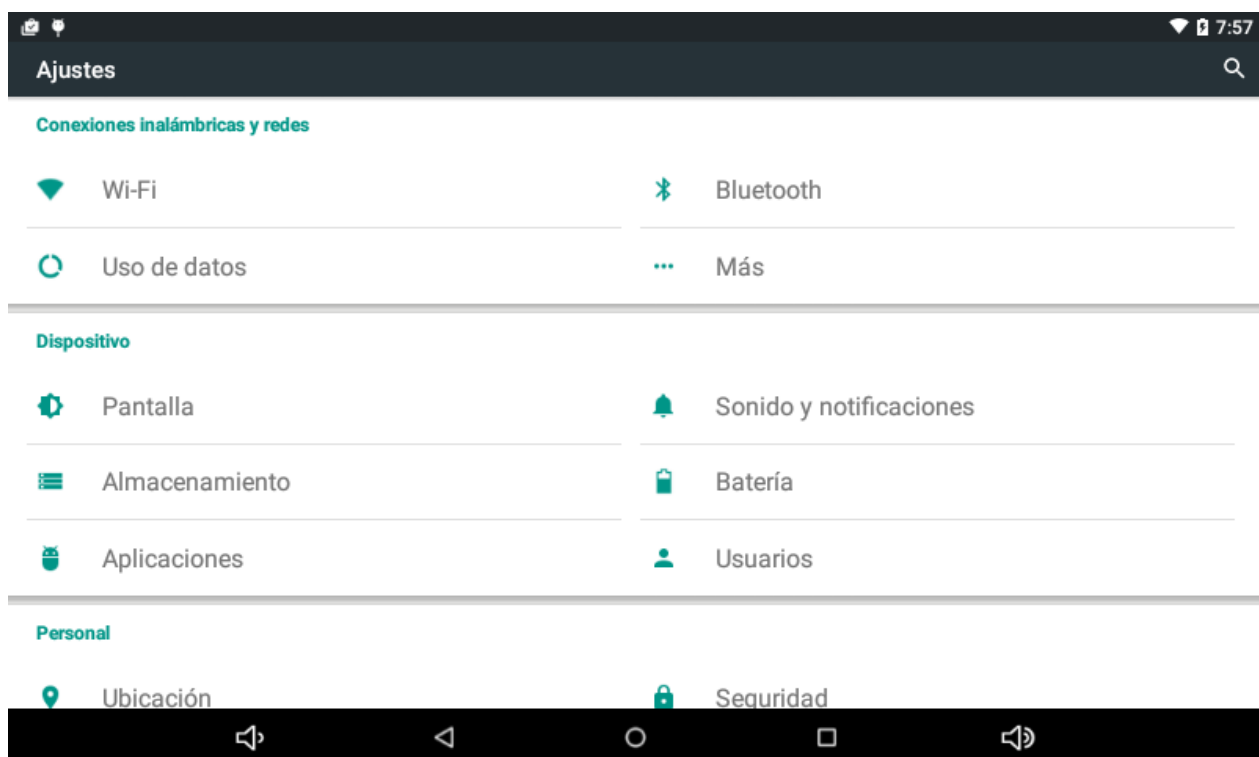 7:57
Ajustes
Conexiones inalámbricas y redes
Wi-Fi
Bluetooth
Uso de datos
Más
Dispositivo
Pantalla
Sonido y notificaciones
Almacenamiento
Batería
Aplicaciones
Usuarios
Personal
Ubicación
Seguridad